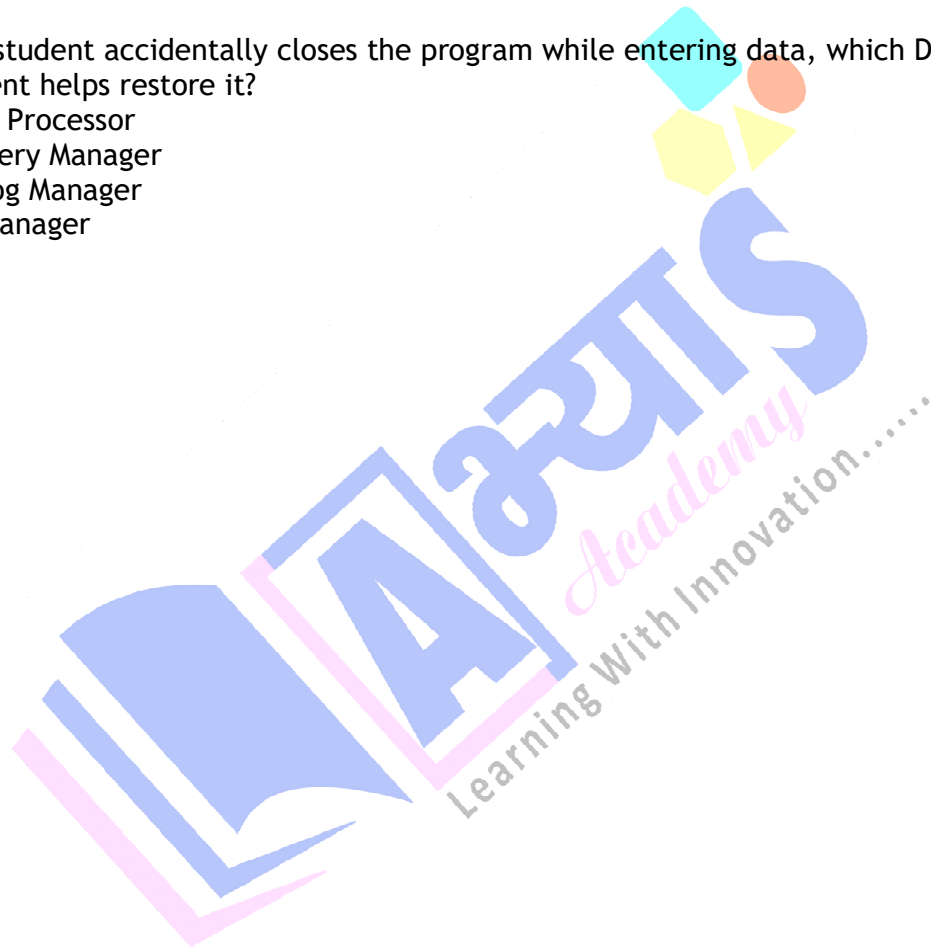 student accidentally closes the program while entering data, which D
ent helps restore it?
Processor
ery Manager
og Manager
anager
A
अभ्याS
Academy
Learning With Innovation......